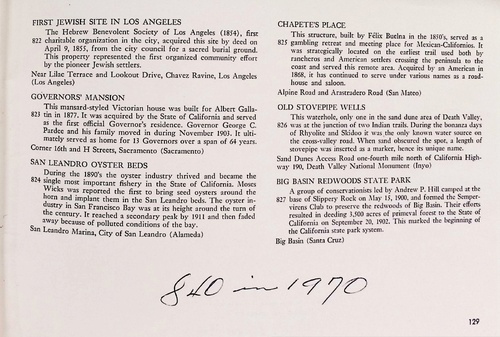 FIRST JEWISH SITE IN LOS ANGELES
The Hebrew Benevolent Society of Los Angeles (1854), first
822 charitable organization in the city, acquired this site by deed on
April 9, 1855, from the city council for a sacred burial ground.
This property represented the first organized community effort
by the pioneer Jewish settlers.
Near Lilac Terrace and Lookout Drive, Chavez Ravine, Los Angeles
(Los Angeles)
GOVERNORS' MANSION
This mansard-styled Victorian house was built for Albert Galla-
823 tin in 1877. It was acquired by the State of California and served
as the first official Governor's residence. Governor George C.
Pardee and his family moved in during November 1903. It ulti-
mately served as home for 13 Governors over a span of 64 years.
Corner 16th and H Streets, Sacramento (Sacramento)
SAN LEANDRO OYSTER BEDS
During the 1890's the oyster industry thrived and became the
824 single most important fishery in the State of California. Moses
Wicks was reported the first to bring seed oysters around the
horn and implant them in the San Leandro beds. The oyster in-
dustry in San Francisco Bay was at its height around the turn of
the century. It reached a secondary peak by 1911 and then faded
away because of polluted conditions of the bay.
San Leandro Marina, City of San Leandro (Alameda)
CHAPETE'S PLACE
This structure, built by Félix Buelna in the 1850's, served as a
825 gambling retreat and meeting place for Mexican-Californios. It
was strategically located on the earliest trail used both by
rancheros and American settlers crossing the peninsula to the
coast and served this remote area. Acquired by an American in
1868, it has continued to serve under various names as a road-
house and saloon.
Alpine Road and Arastradero Road (San Mateo)
OLD STOVEPIPE WELLS
This waterhole, only one in the sand dune area of Death Valley,
826 was at the junction of two Indian trails. During the bonanza days
of Rhyolite and Skidoo it was the only known water source on
the cross-valley road. When sand obscured the spot, a length of
stovepipe was inserted as a marker, hence its unique name.
Sand Dunes Access Road one-fourth mile north of California High-
way 190, Death Valley National Monument (Inyo)
BIG BASIN REDWOODS STATE PARK
A group of conservationists led by Andrew P. Hill camped at the
827 base of Slippery Rock on May 15, 1900, and formed the Semper-
virens Club to preserve the redwoods of Big Basin. Their efforts
resulted in deeding 3,500 acres of primeval forest to the State of
California on September 20, 1902. This marked the beginning of
the California state park system.
Big Basin (Santa Cruz)
840 in 1970
129